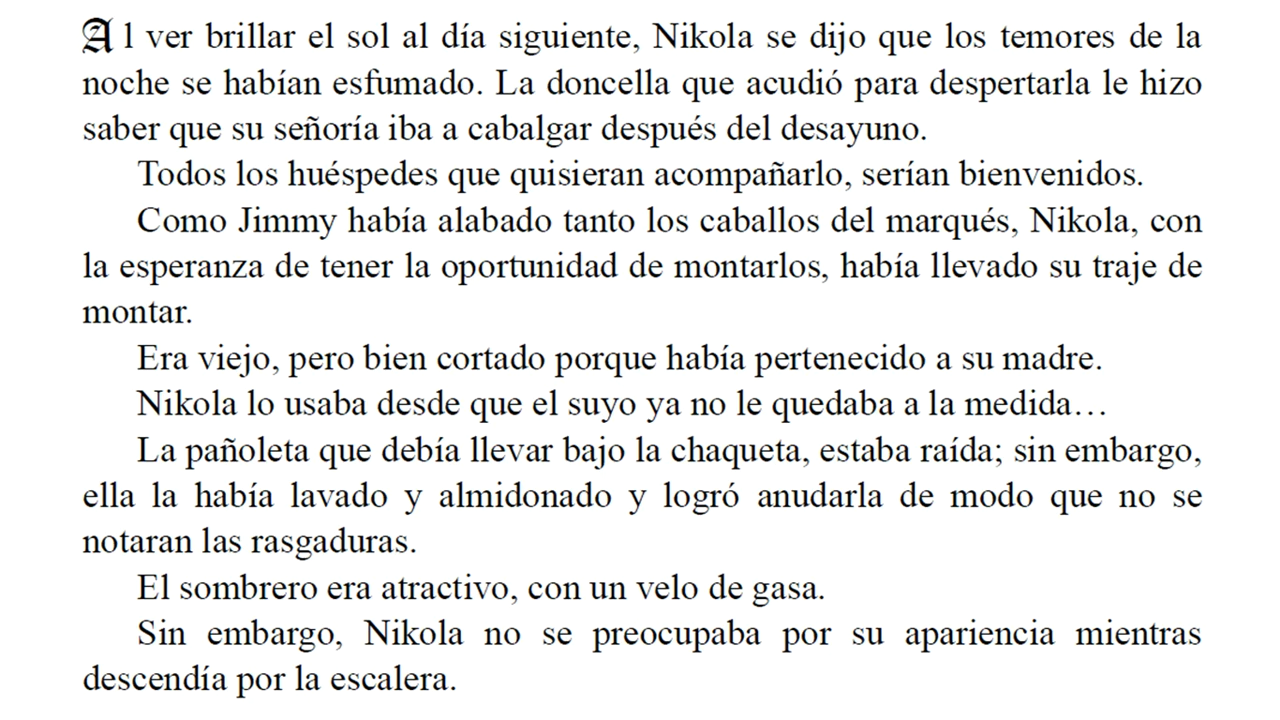 Al ver brillar el sol al día siguiente, Nikola se dijo que los temores de la
noche se habían esfumado. La doncella que acudió para despertarla le hizo
saber que su señoría iba a cabalgar después del desayuno.
Todos los huéspedes que quisieran acompañarlo, serían bienvenidos.
Como Jimmy había alabado tanto los caballos del marqués, Nikola, con
la esperanza de tener la oportunidad de montarlos, había llevado su traje de
montar.
Era viejo, pero bien cortado porque había pertenecido a su madre.
Nikola lo usaba desde que el suyo ya no le quedaba a la medida…
La pañoleta que debía llevar bajo la chaqueta, estaba raída; sin embargo,
ella la había lavado y almidonado y logró anudarla de modo que no se
notaran las rasgaduras.
El sombrero era atractivo, con un velo de gasa.
Sin embargo, Nikola no se preocupaba por su apariencia mientras
descendía por la escalera.